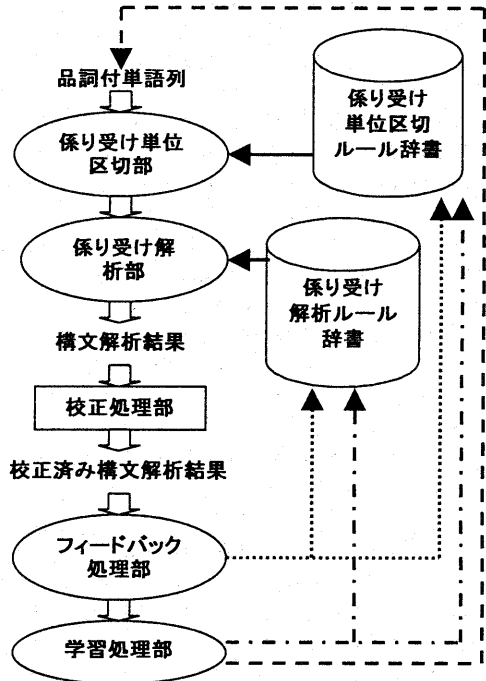 品詞付単語列
係り受け単位
区切部
係り受け
単位区切
ルール辞書
係り受け解
析部
係り受け
解析ルール
辞書
構文解析結果
校正処理部
校正済み構文解析結果
フィードバック
処理部
学習処理部